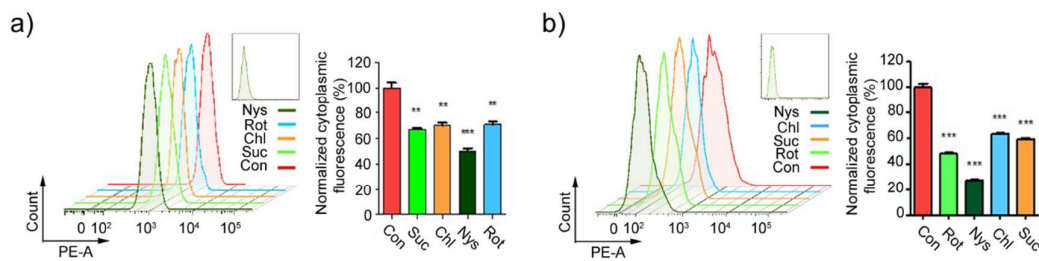 a)
Count
Nys
Rot
Chl
Suc
Con
0 10² 10³ 10⁴ 10⁵
PE-A
Normalized cytoplasmic
fluorescence (%)
120
100
80
60
40
20
0
** ** *** **
Con Suc Chl Nys Rot
b)
Count
Nys
Chl
Suc
Rot
Con
0 10² 10³ 10⁴ 10⁵
PE-A
Normalized cytoplasmic
fluorescence (%)
120
100
80
60
40
20
0
*** *** *** ***
Con Rot Nys Chl Suc